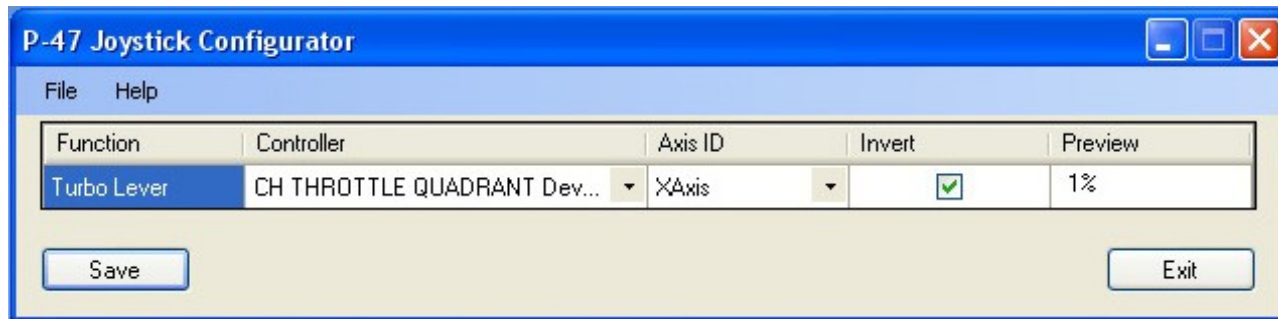 P-47 Joystick Configurator
File Help
Function Controller Axis ID Invert Preview
Turbo Lever CH THROTTLE QUADRANT Dev... XAxis 1%
Save Exit